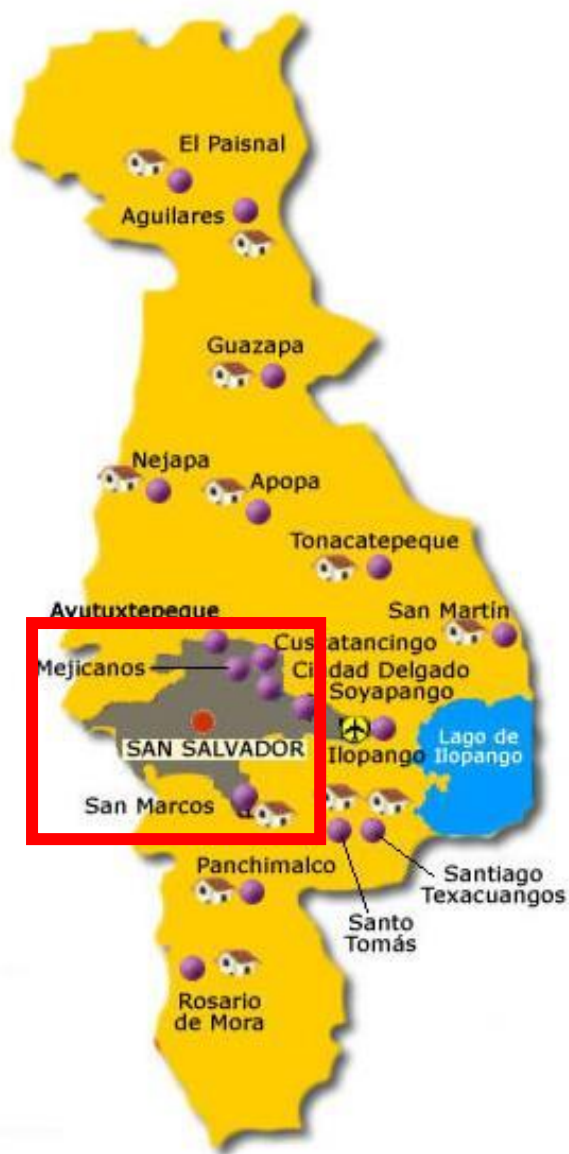 El Paisnal
Aguilares
Guazapa
Nejapa
Apopa
Tonacatepeque
Ayutuxtepeque
San Martín
Cuscatancingo
Mejicanos
Ciudad Delgado
Soyapango
SAN SALVADOR
Ilopango
Lago de
Ilopango
San Marcos
Panchimalco
Santiago
Texacuangos
Santo
Tomás
Rosario
de Mora